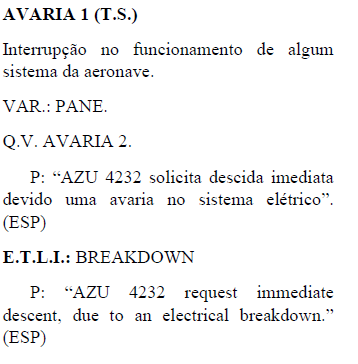 AVARIA 1 (T.S.)
Interrupção no funcionamento de algum
sistema da aeronave.
VAR.: PANE.
Q.V. AVARIA 2.
P: “AZU 4232 solicita descida imediata
devido uma avaria no sistema elétrico”.
(ESP)
E.T.L.I.: BREAKDOWN
P: “AZU 4232 request immediate
descent, due to an electrical breakdown.”
(ESP)